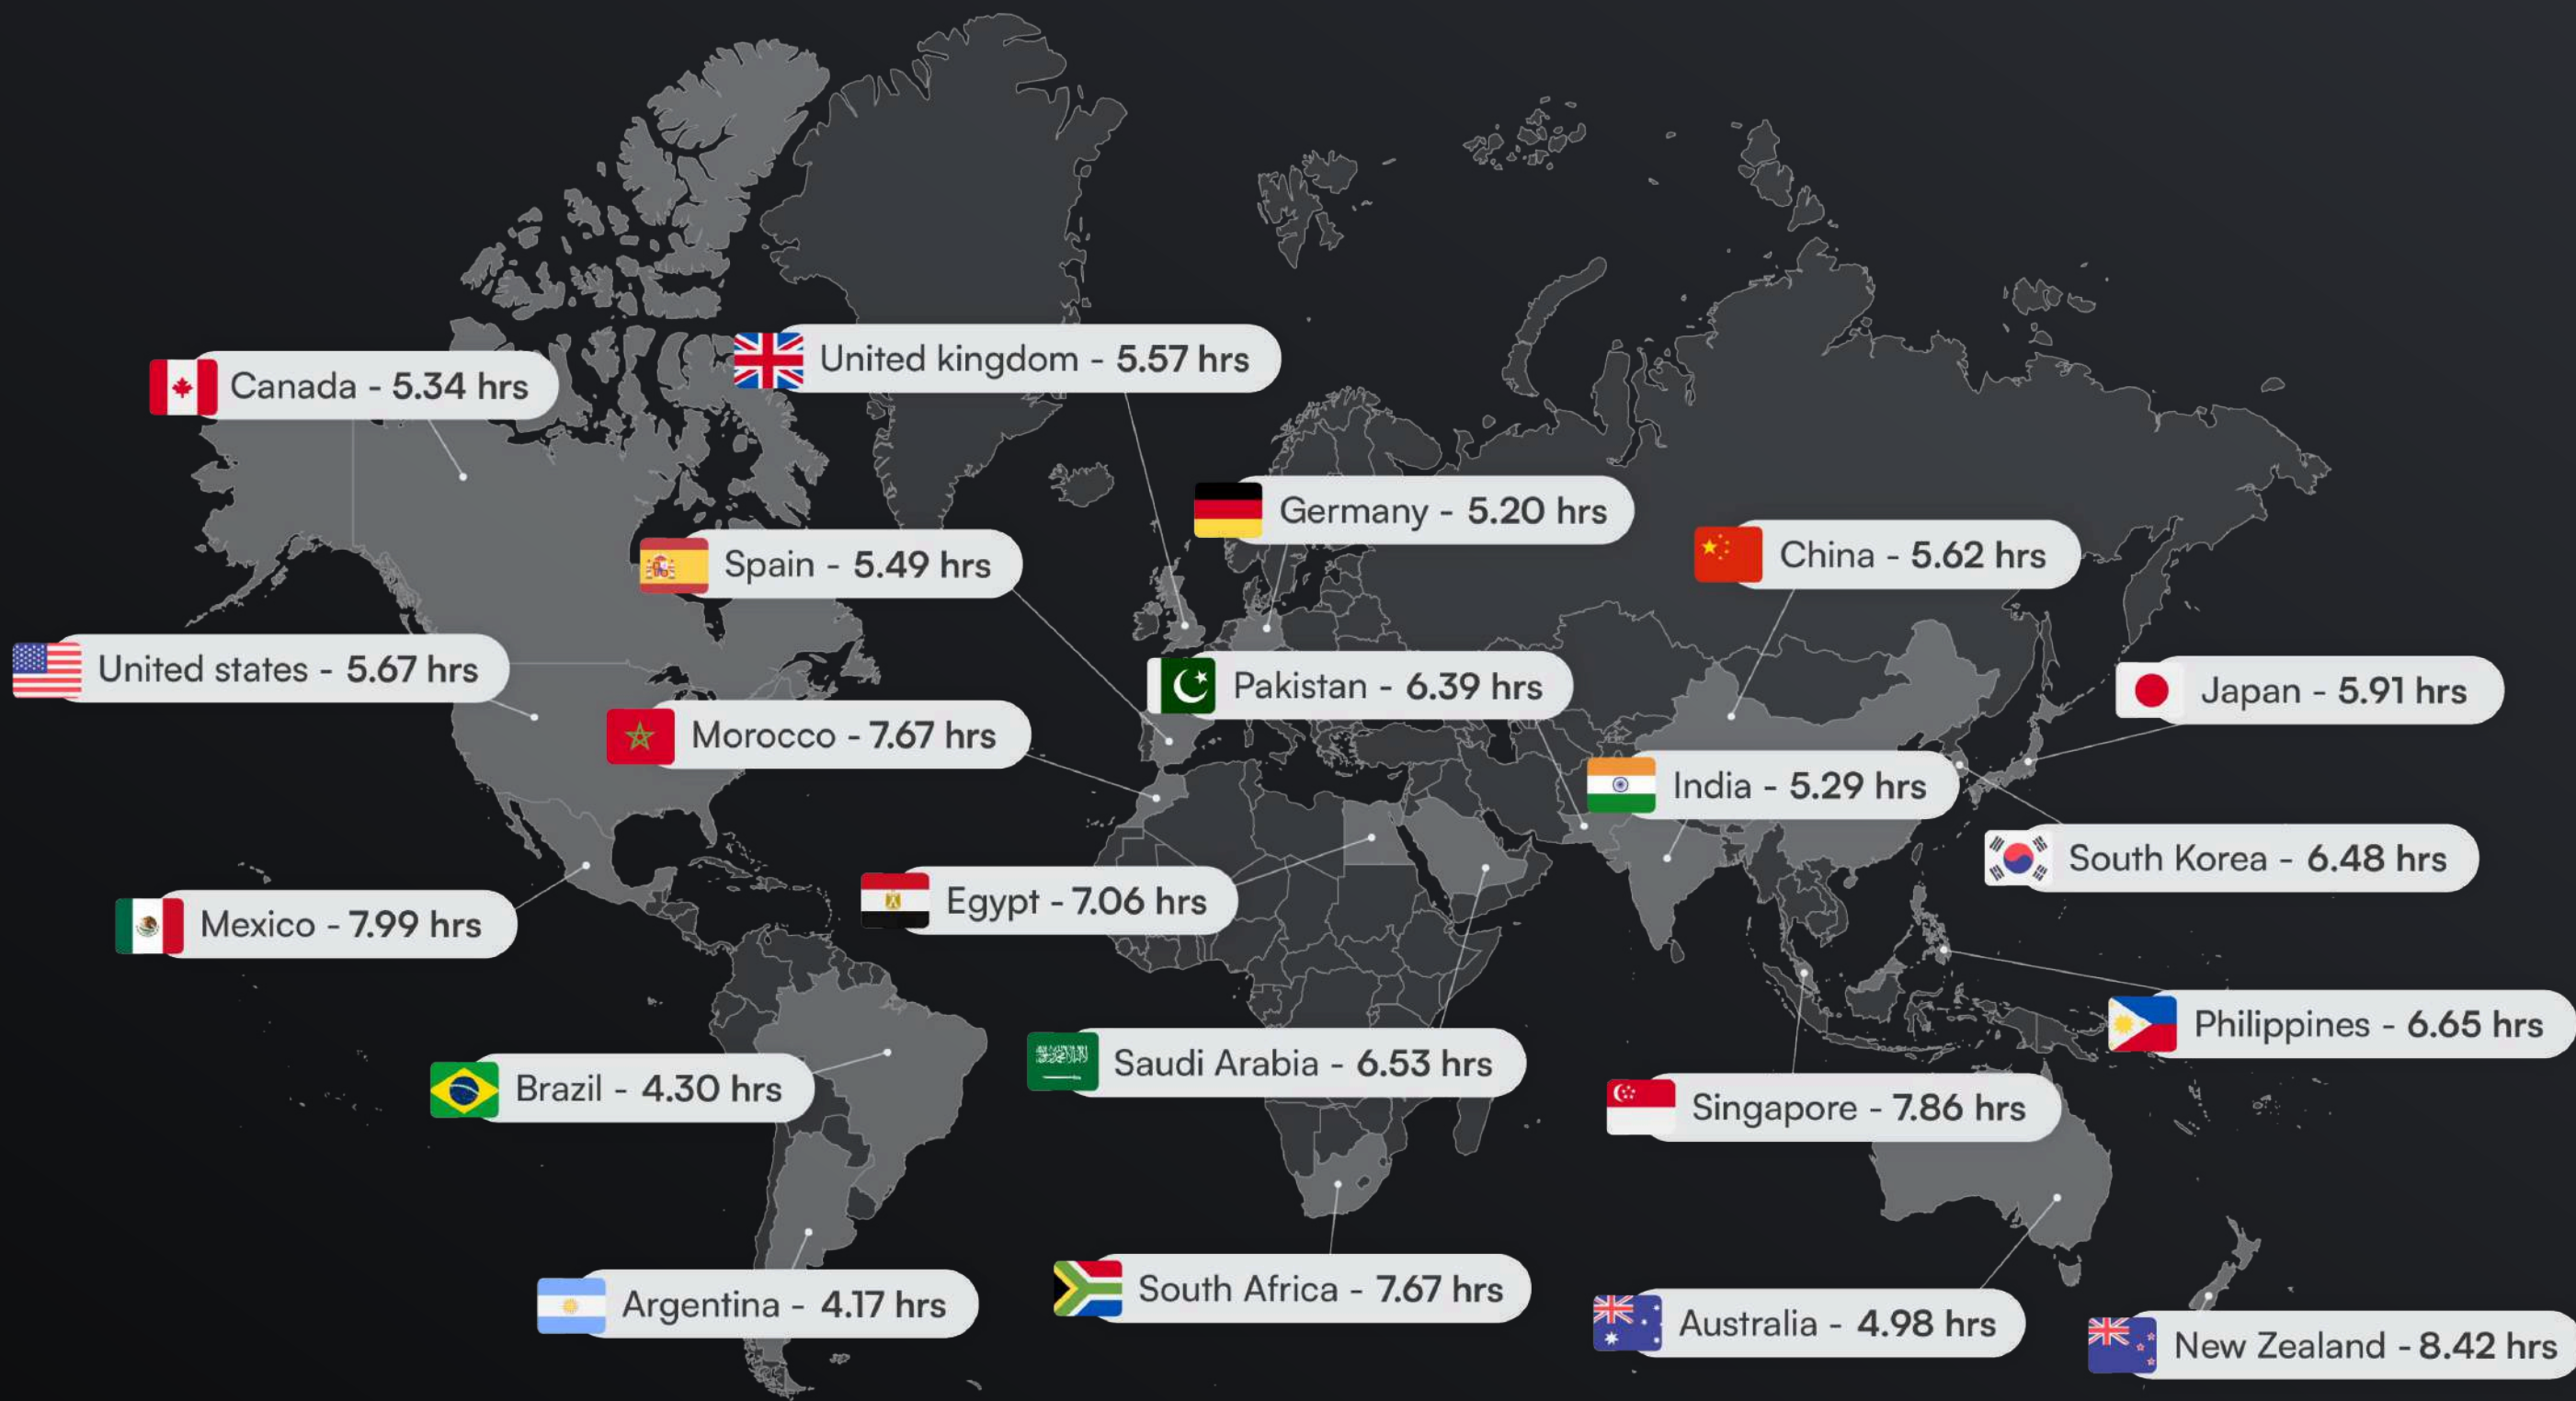 United kingdom - 5.57 hrs
Canada - 5.34 hrs
Germany - 5.20 hrs
China - 5.62 hrs
Spain - 5.49 hrs
United states - 5.67 hrs
Pakistan - 6.39 hrs
Japan - 5.91 hrs
Morocco - 7.67 hrs
India - 5.29 hrs
South Korea - 6.48 hrs
Egypt - 7.06 hrs
Mexico - 7.99 hrs
Philippines - 6.65 hrs
Saudi Arabia - 6.53 hrs
Brazil - 4.30 hrs
Singapore - 7.86 hrs
South Africa - 7.67 hrs
Argentina - 4.17 hrs
Australia - 4.98 hrs
New Zealand - 8.42 hrs